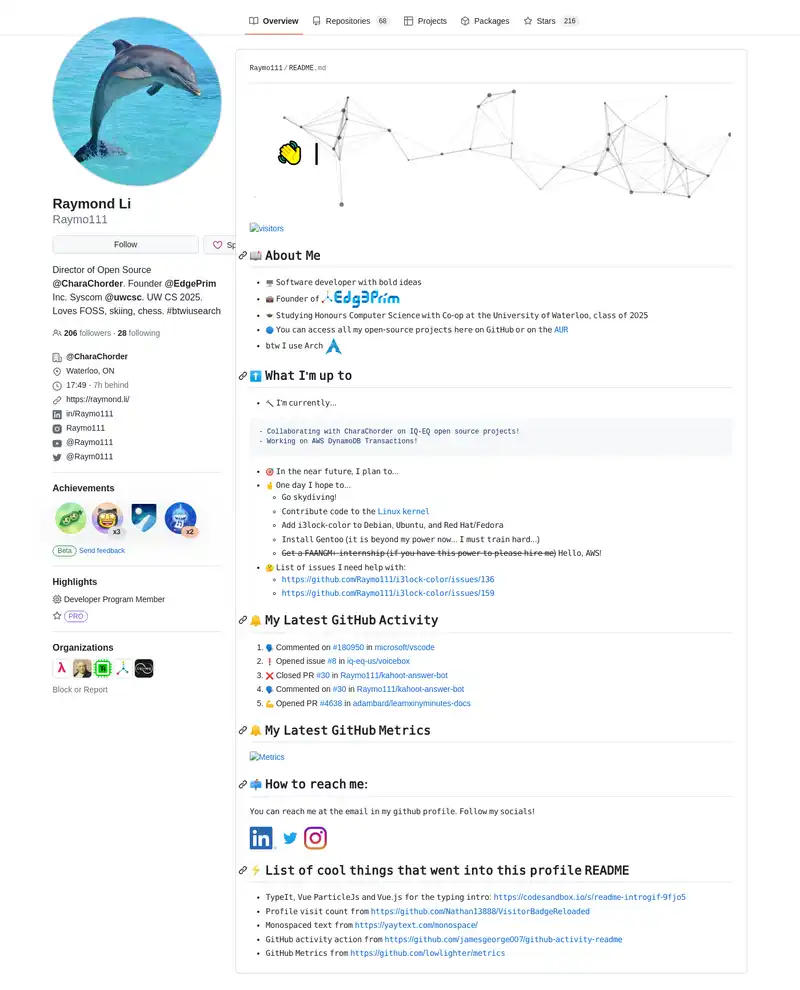 Overview
Repositories 68
Projects
Packages
Stars 216
Raymo111 / README.md
Raymond Li
Raymo111
Follow
Sp
Director of Open Source
@CharaChorder. Founder @EdgePrim
Inc. Syscom @uwcsc. UW CS 2025.
Loves FOSS, skiing, chess. #btwiusearch
206 followers · 28 following
@CharaChorder
Waterloo, ON
17:49 - 7h behind
https://raymond.li/
in/Raymo111
Raymo111
@Raymo111
@Raym0111
Achievements
x3
x2
Beta Send feedback
Highlights
Developer Program Member
PRO
Organizations
Block or Report
visitors
About Me
Software developer with bold ideas
Founder of Edg3Prim
Studying Honours Computer Science with Co-op at the University of Waterloo, class of 2025
You can access all my open-source projects here on GitHub or on the AUR
btw I use Arch
What I'm up to
I'm currently...
- Collaborating with CharaChorder on IQ-EQ open source projects!
- Working on AWS DynamoDB Transactions!
In the near future, I plan to...
One day I hope to...
Go skydiving!
Contribute code to the Linux kernel
Add i3lock-color to Debian, Ubuntu, and Red Hat/Fedora
Install Gentoo (it is beyond my power now... I must train hard...)
Get a FAANGM+ internship (if you have this power to please hire me) Hello, AWS!
List of issues I need help with:
https://github.com/Raymo111/i3lock-color/issues/136
https://github.com/Raymo111/i3lock-color/issues/159
My Latest GitHub Activity
1. Commented on #180950 in microsoft/vscode
2. Opened issue #8 in iq-eq-us/voicebox
3. Closed PR #30 in Raymo111/kahoot-answer-bot
4. Commented on #30 in Raymo111/kahoot-answer-bot
5. Opened PR #4638 in adambard/learnxinyminutes-docs
My Latest GitHub Metrics
Metrics
How to reach me:
You can reach me at the email in my github profile. Follow my socials!
in
List of cool things that went into this profile README
TypeIt, Vue ParticleJs and Vue.js for the typing intro: https://codesandbox.io/s/readme-introgif-9fjo5
Profile visit count from https://github.com/Nathan13888/VisitorBadgeReloaded
Monospaced text from https://yaytext.com/monospace/
GitHub activity action from https://github.com/jamesgeorge007/github-activity-readme
GitHub Metrics from https://github.com/lowlighter/metrics